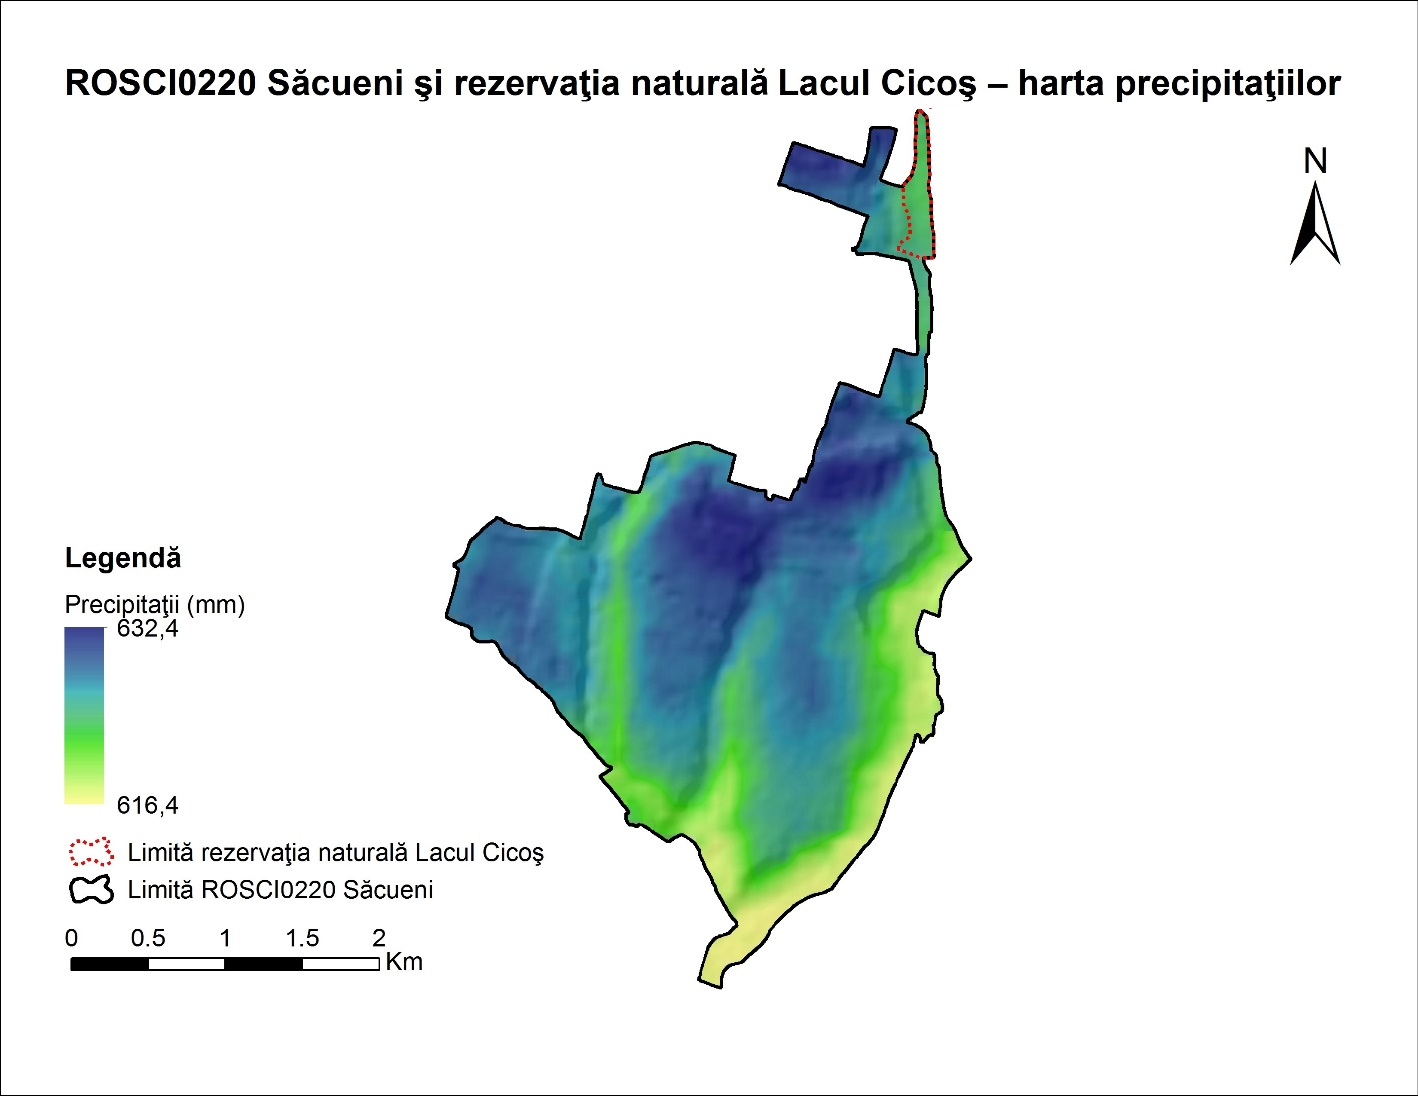 ROSCI0220 Săcueni şi rezervaţia naturală Lacul Cicoş – harta precipitaţiilor
N
Legendă
Precipitaţii (mm)
632,4
616,4
Limită rezervaţia naturală Lacul Cicoş
Limită ROSCI0220 Săcueni
0 0.5 1 1.5 2
Km